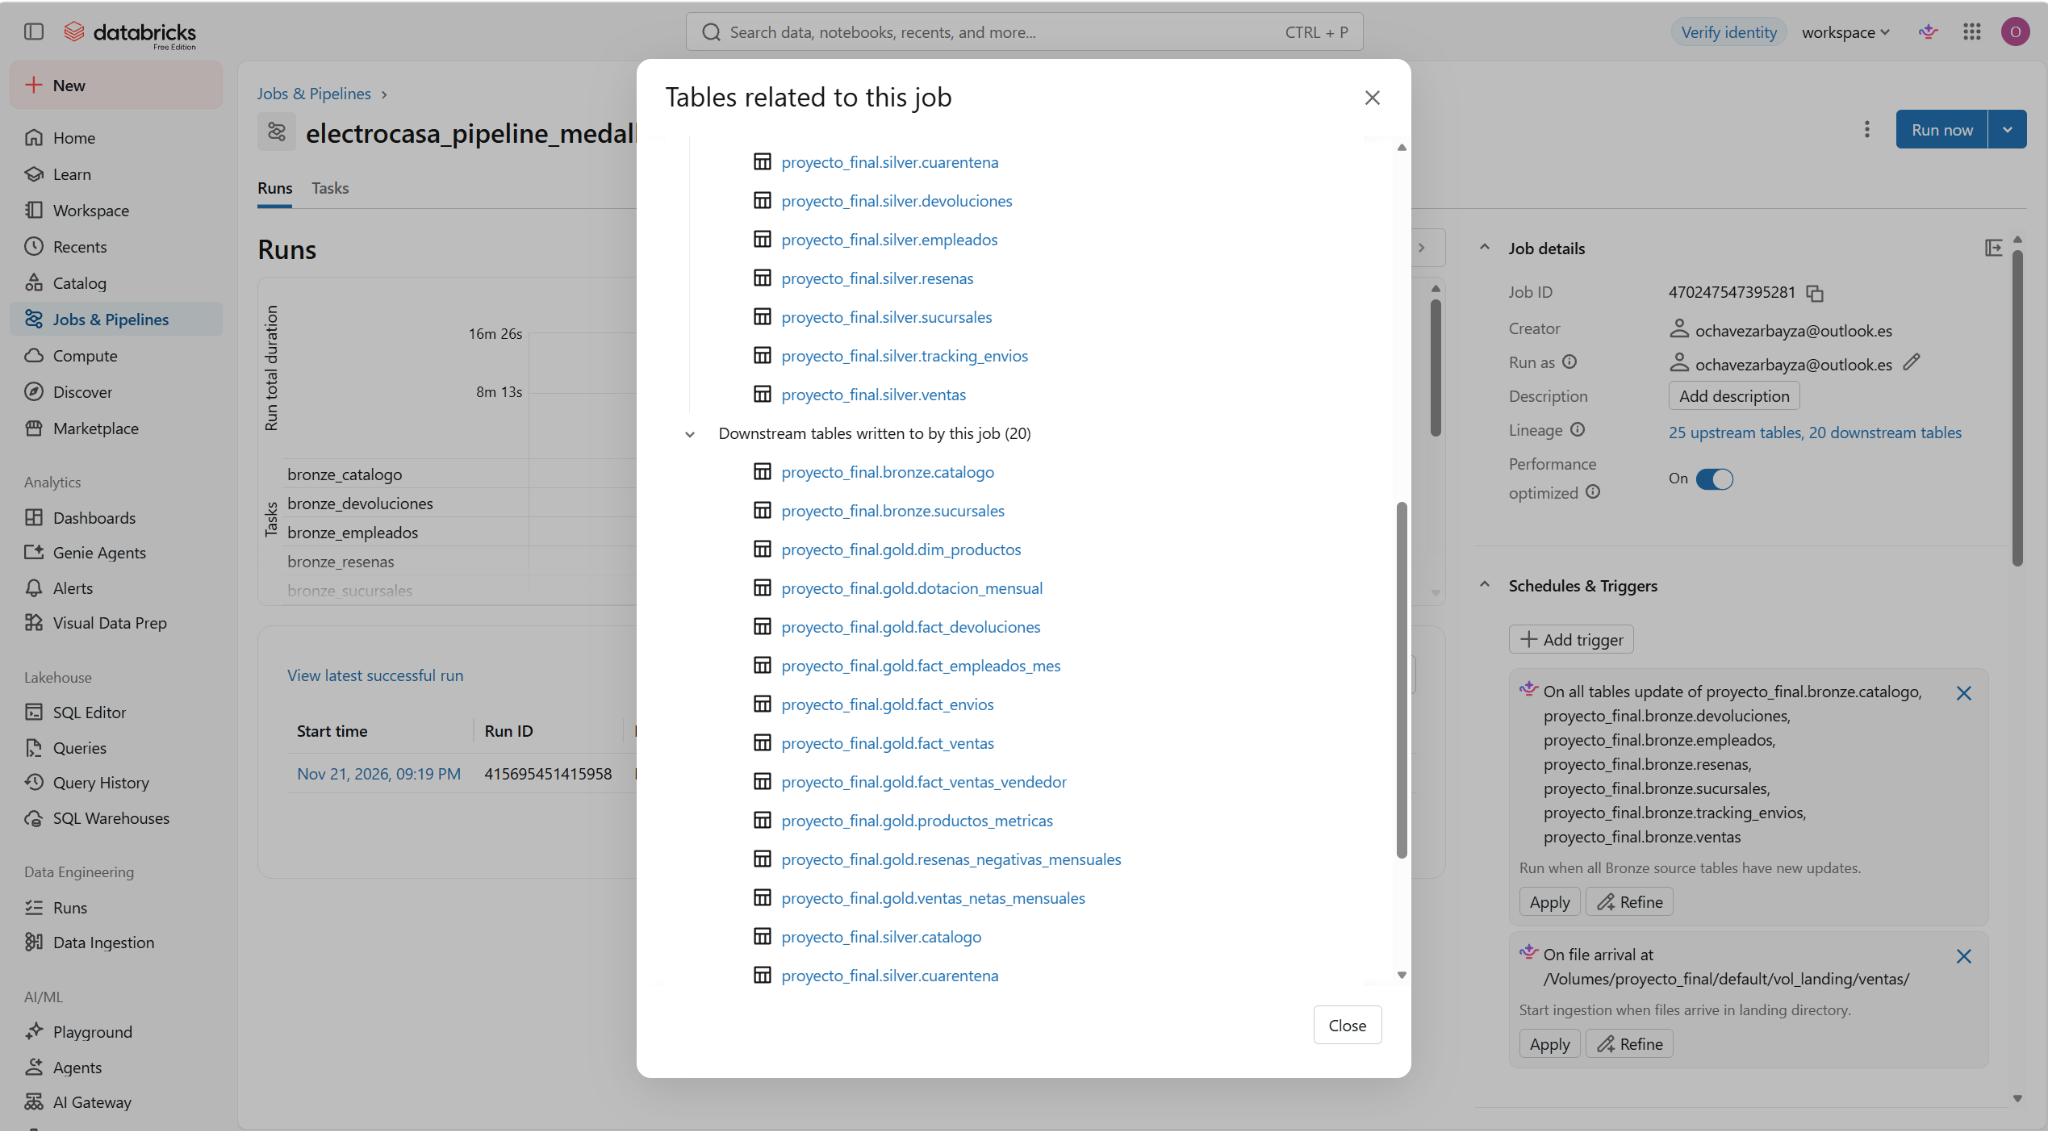 databricks
Free Edition
Search data, notebooks, recents, and more...
CTRL + P
Verify identity
workspace
O
New
Home
Learn
Workspace
Recents
Catalog
Jobs & Pipelines
Compute
Discover
Marketplace
Analytics
Dashboards
Genie Agents
Alerts
Visual Data Prep
Lakehouse
SQL Editor
Queries
Query History
SQL Warehouses
Data Engineering
Runs
Data Ingestion
AI/ML
Playground
Agents
AI Gateway
Jobs & Pipelines
electrocasa_pipeline_medall
Run now
Runs
Tasks
Runs
Run total duration
16m 26s
8m 13s
Tasks
bronze_catalogo
bronze_devoluciones
bronze_empleados
bronze_resenas
bronze_sucursales
View latest successful run
Start time
Run ID
Nov 21, 2026, 09:19 PM
415695451415958
Tables related to this job
proyecto_final.silver.cuarentena
proyecto_final.silver.devoluciones
proyecto_final.silver.empleados
proyecto_final.silver.resenas
proyecto_final.silver.sucursales
proyecto_final.silver.tracking_envios
proyecto_final.silver.ventas
Downstream tables written to by this job (20)
proyecto_final.bronze.catalogo
proyecto_final.bronze.sucursales
proyecto_final.gold.dim_productos
proyecto_final.gold.dotacion_mensual
proyecto_final.gold.fact_devoluciones
proyecto_final.gold.fact_empleados_mes
proyecto_final.gold.fact_envios
proyecto_final.gold.fact_ventas
proyecto_final.gold.fact_ventas_vendedor
proyecto_final.gold.productos_metricas
proyecto_final.gold.resenas_negativas_mensuales
proyecto_final.gold.ventas_netas_mensuales
proyecto_final.silver.catalogo
proyecto_final.silver.cuarentena
Close
Job details
Job ID
470247547395281
Creator
ochavezarbayza@outlook.es
Run as
ochavezarbayza@outlook.es
Description
Add description
Lineage
25 upstream tables, 20 downstream tables
Performance
optimized
On
Schedules & Triggers
Add trigger
On all tables update of proyecto_final.bronze.catalogo,
proyecto_final.bronze.devoluciones,
proyecto_final.bronze.empleados,
proyecto_final.bronze.resenas,
proyecto_final.bronze.sucursales,
proyecto_final.bronze.tracking_envios,
proyecto_final.bronze.ventas
Run when all Bronze source tables have new updates.
Apply
Refine
On file arrival at
/Volumes/proyecto_final/default/vol_landing/ventas/
Start ingestion when files arrive in landing directory.
Apply
Refine